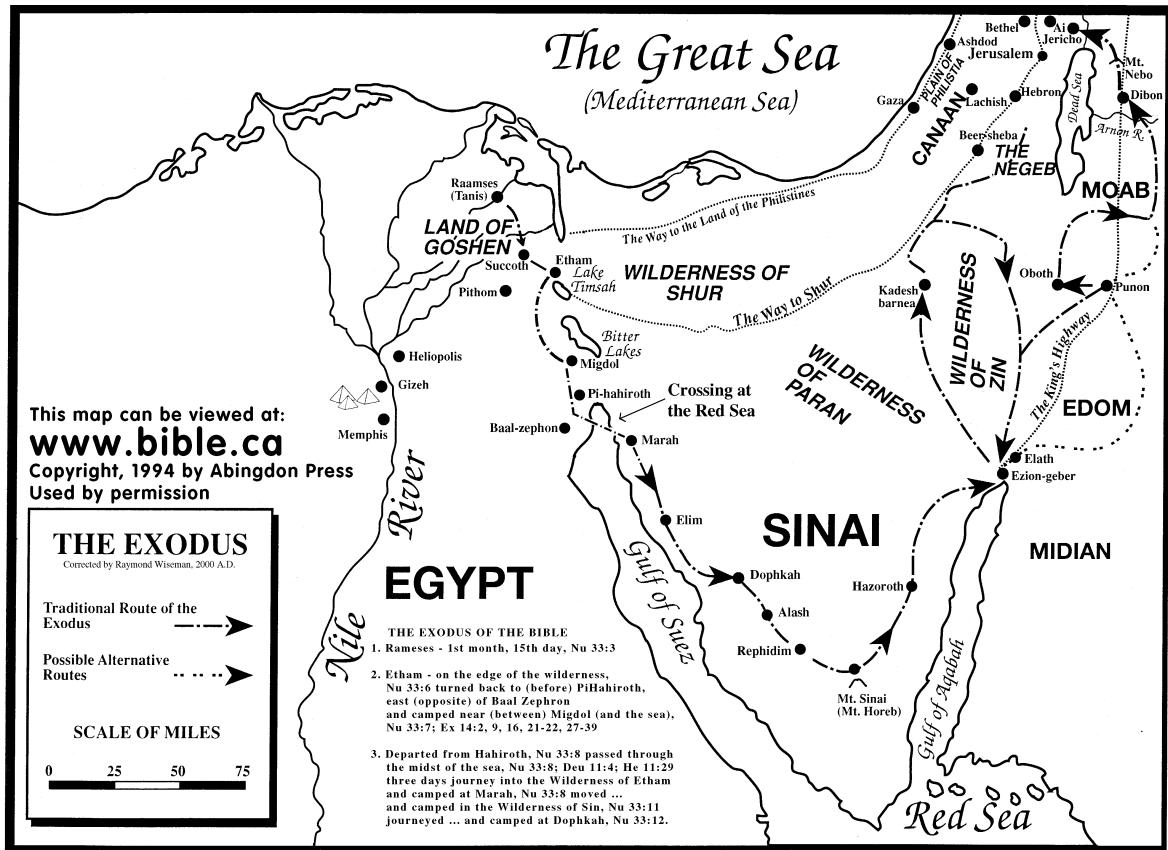 The Great Sea
(Mediterranean Sea)
Bethel
Ai
Jericho
Ashdod
Jerusalem
Mt.
Nebo
PLAIN OF
PHILISTIA
Gaza
CANAAN
Lachish
Hebron
Dead Sea
Dibon
Arnon R.
Beer-sheba
THE
NEGEB
MOAB
Raamses
(Tanis)
LAND OF
GOSHEN
The Way to the Land of the Philistines
Succoth
Etham
Lake
Timsah
WILDERNESS OF
SHUR
Pithom
The Way to Shur
Kadesh
barnea
WILDERNESS
OF
ZIN
Oboth
Punon
Bitter
Lakes
Heliopolis
Migdol
Gizeh
Pi-hahiroth
Crossing at
the Red Sea
WILDERNESS
OF
PARAN
The King's Highway
EDOM
Memphis
Baal-zephon
Marah
Elath
Ezion-geber
This map can be viewed at:
www.bible.ca
Copyright, 1994 by Abingdon Press
Used by permission
Nile River
Elim
SINAI
MIDIAN
EGYPT
Gulf of Suez
Dophkah
Hazoroth
Alash
Rephidim
Mt. Sinai
(Mt. Horeb)
Gulf of Aqabah
Red Sea
THE EXODUS
Corrected by Raymond Wiseman, 2000 A.D.
Traditional Route of the
Exodus
Possible Alternative
Routes
SCALE OF MILES
0 25 50 75
THE EXODUS OF THE BIBLE
1. Rameses - 1st month, 15th day, Nu 33:3
2. Etham - on the edge of the wilderness,
Nu 33:6 turned back to (before) PiHahiroth,
east (opposite) of Baal Zephron
and camped near (between) Migdol (and the sea),
Nu 33:7; Ex 14:2, 9, 16, 21-22, 27-39
3. Departed from Hahiroth, Nu 33:8 passed through
the midst of the sea, Nu 33:8; Deu 11:4; He 11:29
three days journey into the Wilderness of Etham
and camped at Marah, Nu 33:8 moved ...
and camped in the Wilderness of Sin, Nu 33:11
journeyed ... and camped at Dophkah, Nu 33:12.